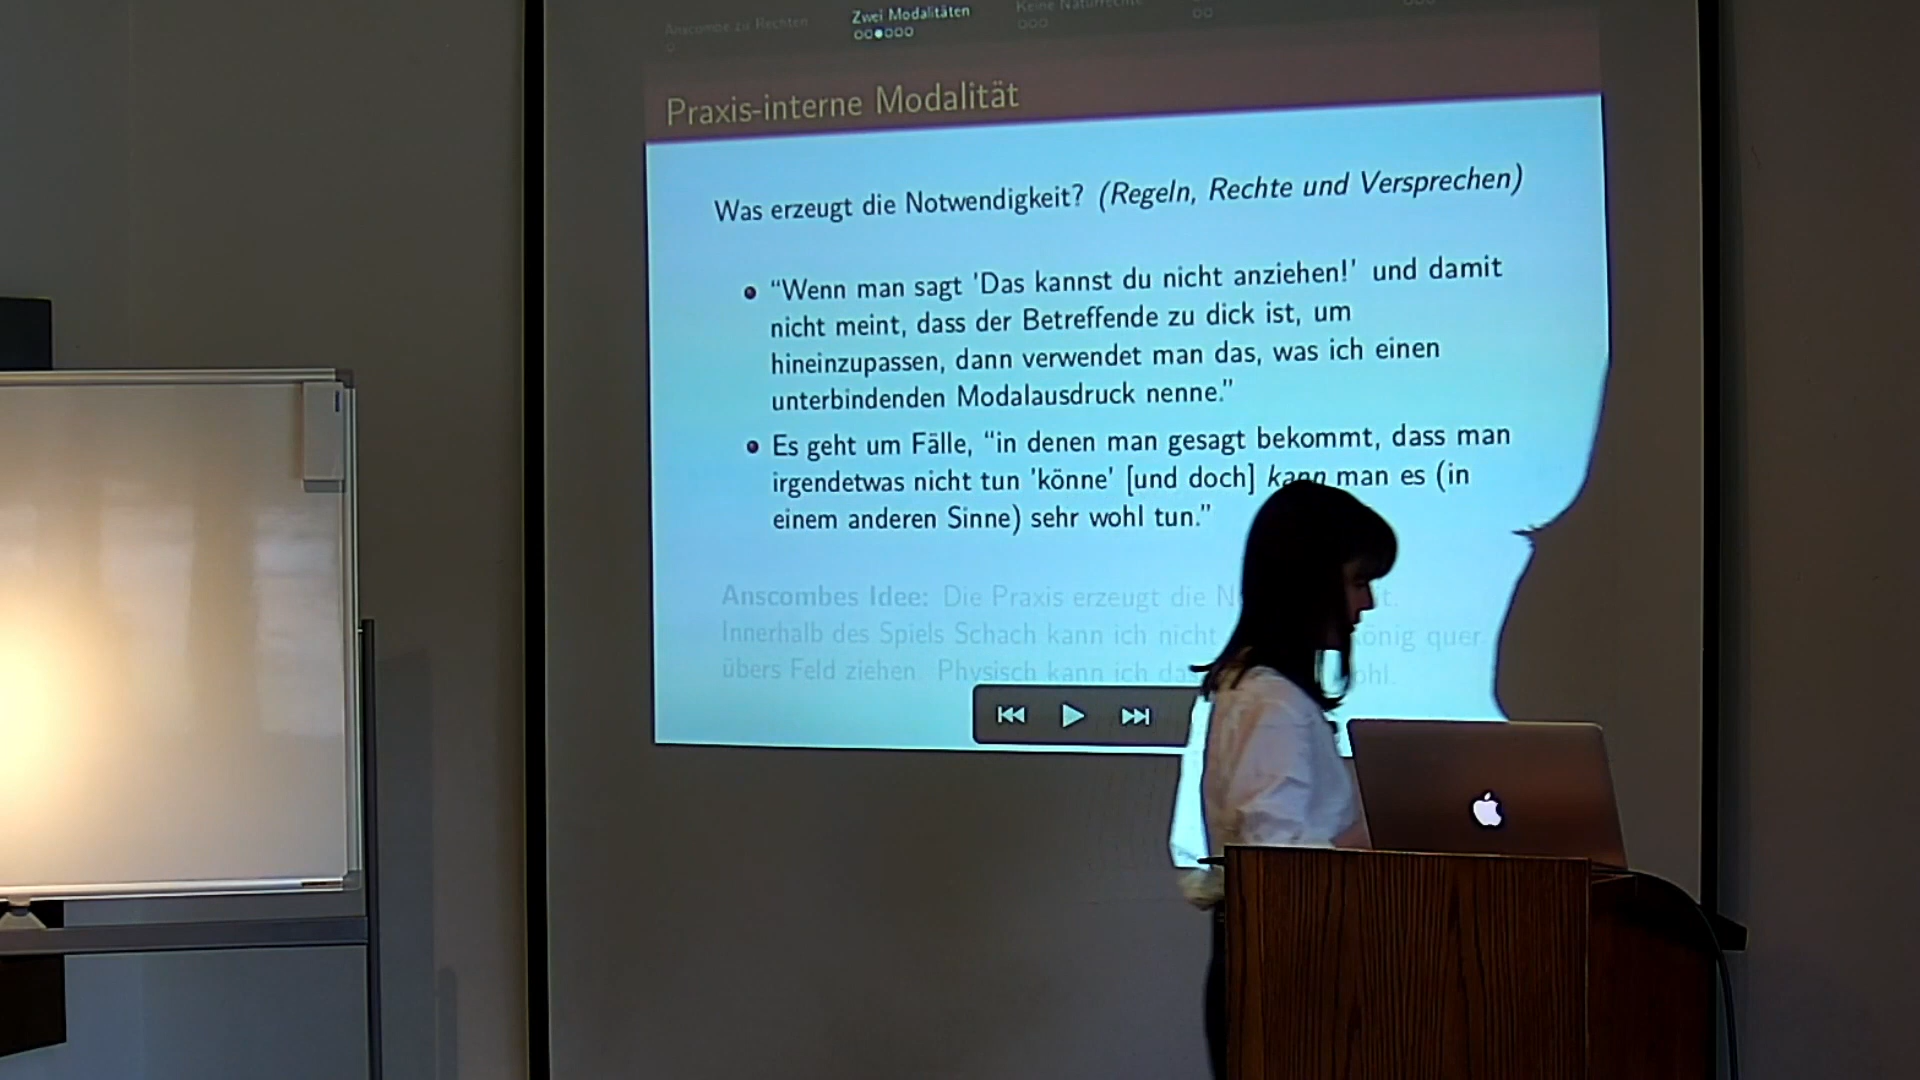 Anscombe zu Rechten
Zwei Modalitäten
Keine Naturrechte
Praxis-interne Modalität
Was erzeugt die Notwendigkeit? (Regeln, Rechte und Versprechen)
“Wenn man sagt 'Das kannst du nicht anziehen!' und damit
nicht meint, dass der Betreffende zu dick ist, um
hineinzupassen, dann verwendet man das, was ich einen
unterbindenden Modalausdruck nenne.”
Es geht um Fälle, “in denen man gesagt bekommt, dass man
irgendetwas nicht tun 'könne' [und doch] kann man es (in
einem anderen Sinne) sehr wohl tun.”
Anscombes Idee: Die Praxis erzeugt die
Innerhalb des Spiels Schach kann ich nicht König quer
übers Feld ziehen. Physisch kann ich das